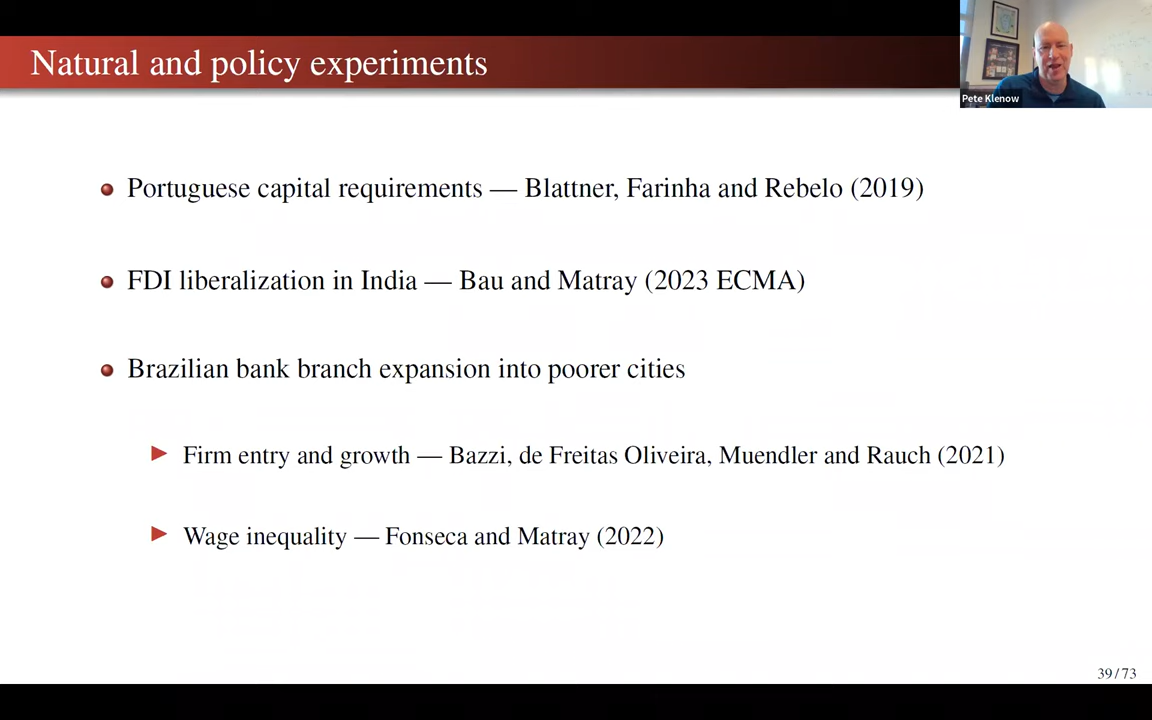 Natural and policy experiments
Pete Klenow
Portuguese capital requirements — Blattner, Farinha and Rebelo (2019)
FDI liberalization in India — Bau and Matray (2023 ECMA)
Brazilian bank branch expansion into poorer cities
Firm entry and growth — Bazzi, de Freitas Oliveira, Muendler and Rauch (2021)
Wage inequality — Fonseca and Matray (2022)
39/73